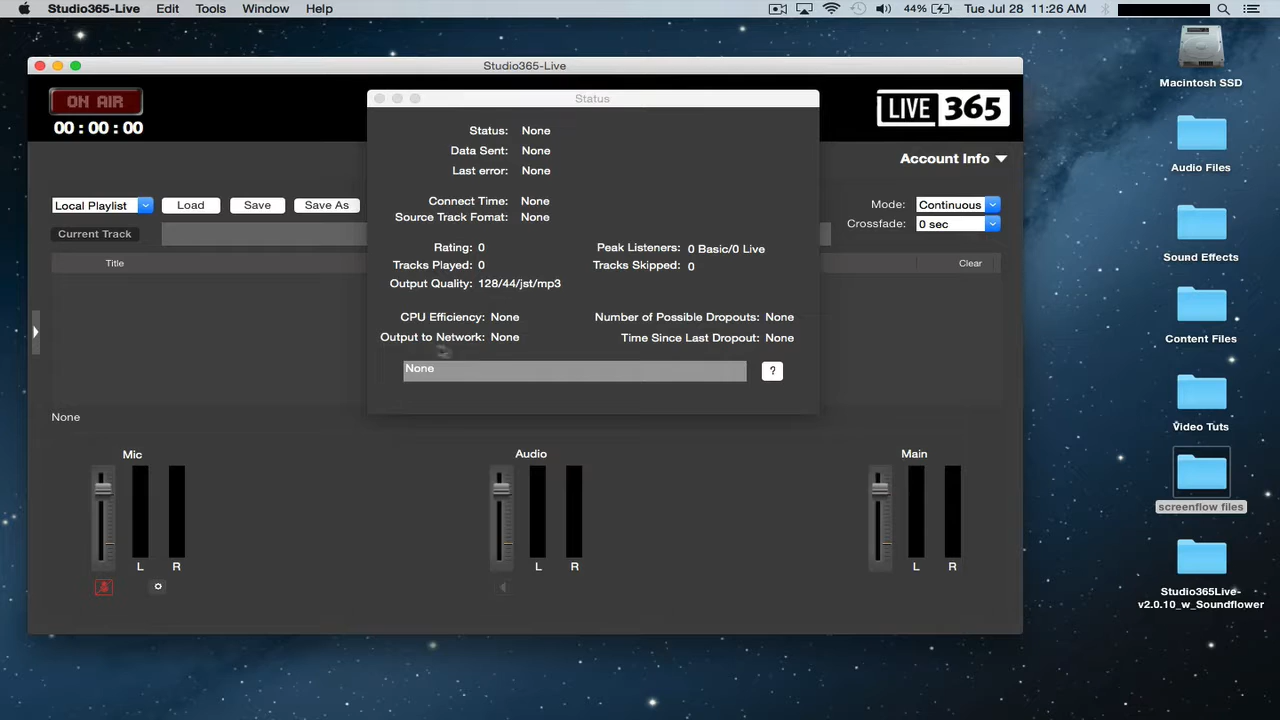 Studio365-Live Edit Tools Window Help 44% Tue Jul 28 11:26 AM
Studio365-Live
ON AIR
00:00:00
LIVE 365
Account Info
Status
Status: None
Data Sent: None
Last error: None
Connect Time: None
Source Track Fomat: None
Rating: 0
Peak Listeners: 0 Basic/0 Live
Tracks Played: 0
Tracks Skipped: 0
Output Quality: 128/44/jst/mp3
CPU Efficiency: None
Number of Possible Dropouts: None
Output to Network: None
Time Since Last Dropout: None
None
?
Local Playlist Load Save Save As
Mode: Continuous
Crossfade: 0 sec
Current Track
Title
Clear
None
Mic
L R
Audio
L R
Main
L R
Macintosh SSD
Audio Files
Sound Effects
Content Files
Video Tuts
screenflow files
Studio365Live-
v2.0.10_w_Soundflower